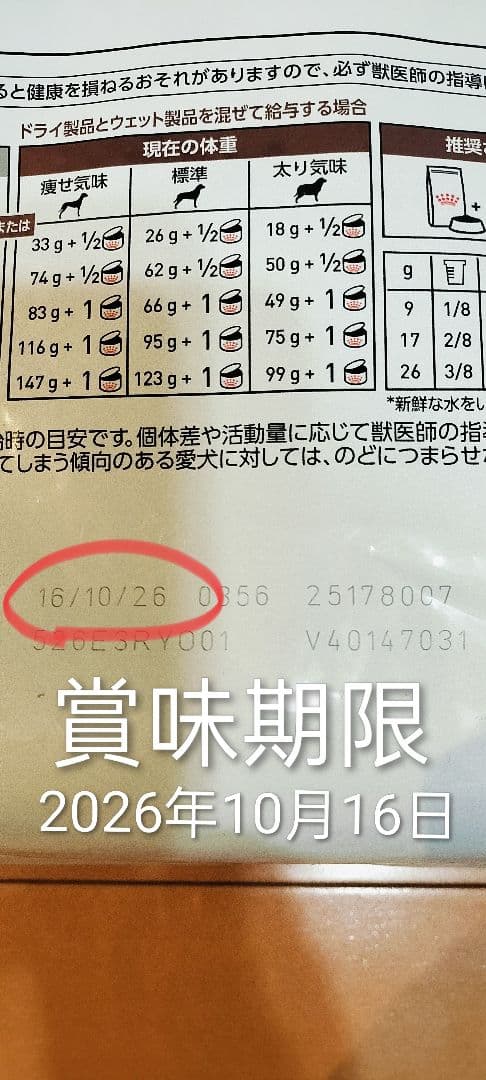 ると健康を損ねるおそれがありますので、必ず獣医師の指導
ドライ製品とウェット製品を混ぜて給与する場合
現在の体重
推奨
痩せ気味 標準 太り気味
または
33 g + 1/2 26 g + 1/2 18 g + 1/2
74 g + 1/2 62 g + 1/2 50 g + 1/2
83 g + 1 66 g + 1 49 g + 1
116 g + 1 95 g + 1 75 g + 1
147 g + 1 123 g + 1 99 g + 1
+
g
9 1/8
17 2/8
26 3/8
*新鮮な水をい
時の目安です。個体差や活動量に応じて獣医師の指
てしまう傾向のある愛犬に対しては、のどにつまらせ
16/10/26 0356 25178007
526E3RYO01 V40147031
賞味期限
2026年10月16日